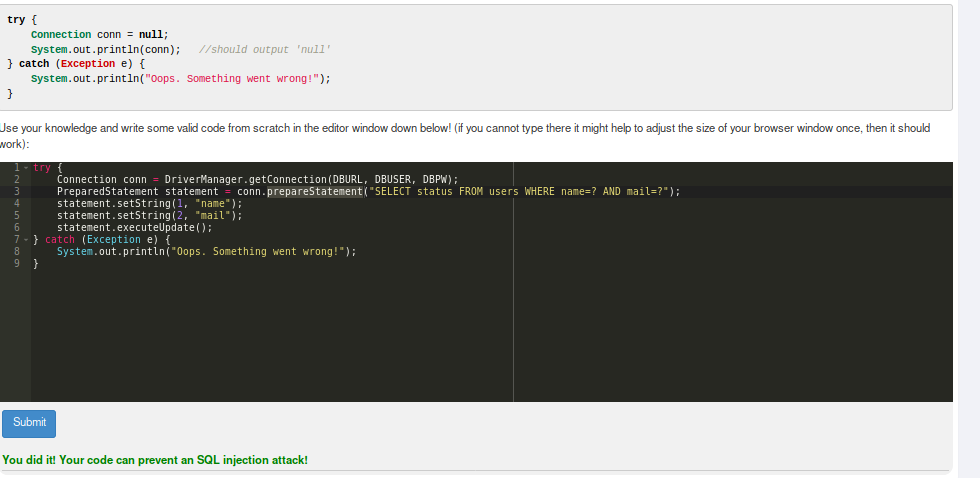 try {
Connection conn = null;
System.out.println(conn);   //should output 'null'
} catch (Exception e) {
System.out.println("Oops. Something went wrong!");
}
Use your knowledge and write some valid code from scratch in the editor window down below! (if you cannot type there it might help to adjust the size of your browser window once, then it should
work):
1 try {
2 Connection conn = DriverManager.getConnection(DBURL, DBUSER, DBPW);
3 PreparedStatement statement = conn.prepareStatement("SELECT status FROM users WHERE name=? AND mail=?");
4 statement.setString(1, "name");
5 statement.setString(2, "mail");
6 statement.executeUpdate();
7 } catch (Exception e) {
8 System.out.println("Oops. Something went wrong!");
9 }
Submit
You did it! Your code can prevent an SQL injection attack!